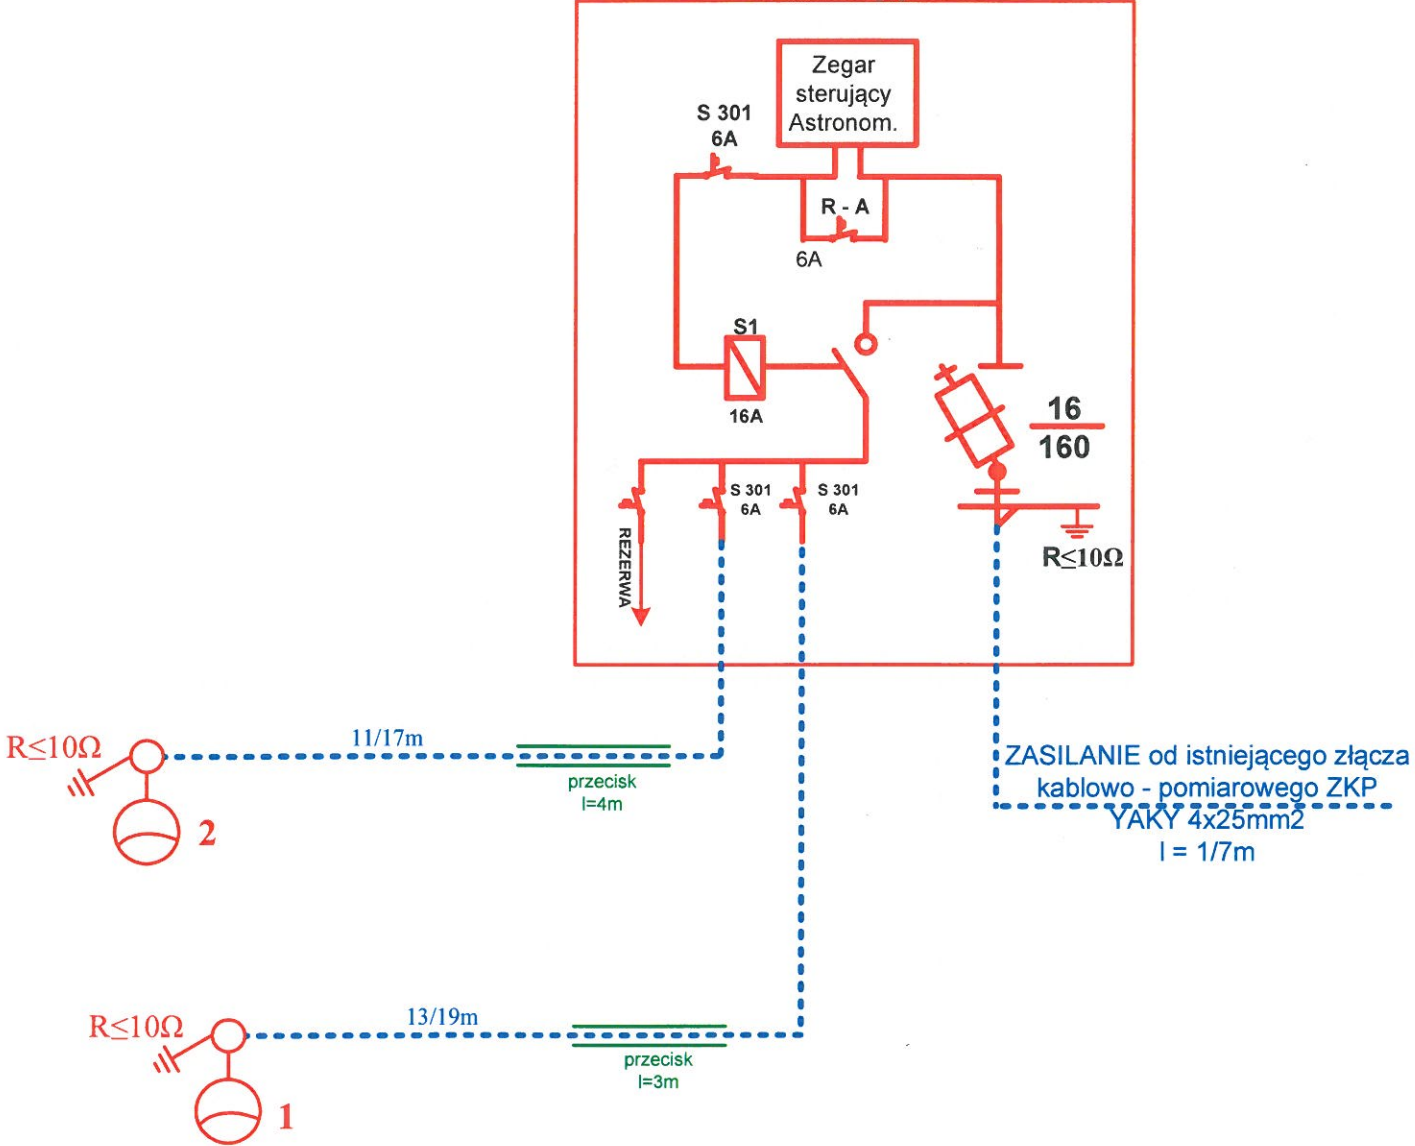 Zegar
sterujący
Astronom.
S 301
6A
R - A
6A
S1
16A
16
160
S 301
6A
S 301
6A
REZERWA
R≤10Ω
R≤10Ω
11/17m
przecisk
l=4m
2
ZASILANIE od istniejącego złącza
kablowo - pomiarowego ZKP
YAKY 4x25mm2
l = 1/7m
R≤10Ω
13/19m
przecisk
l=3m
1